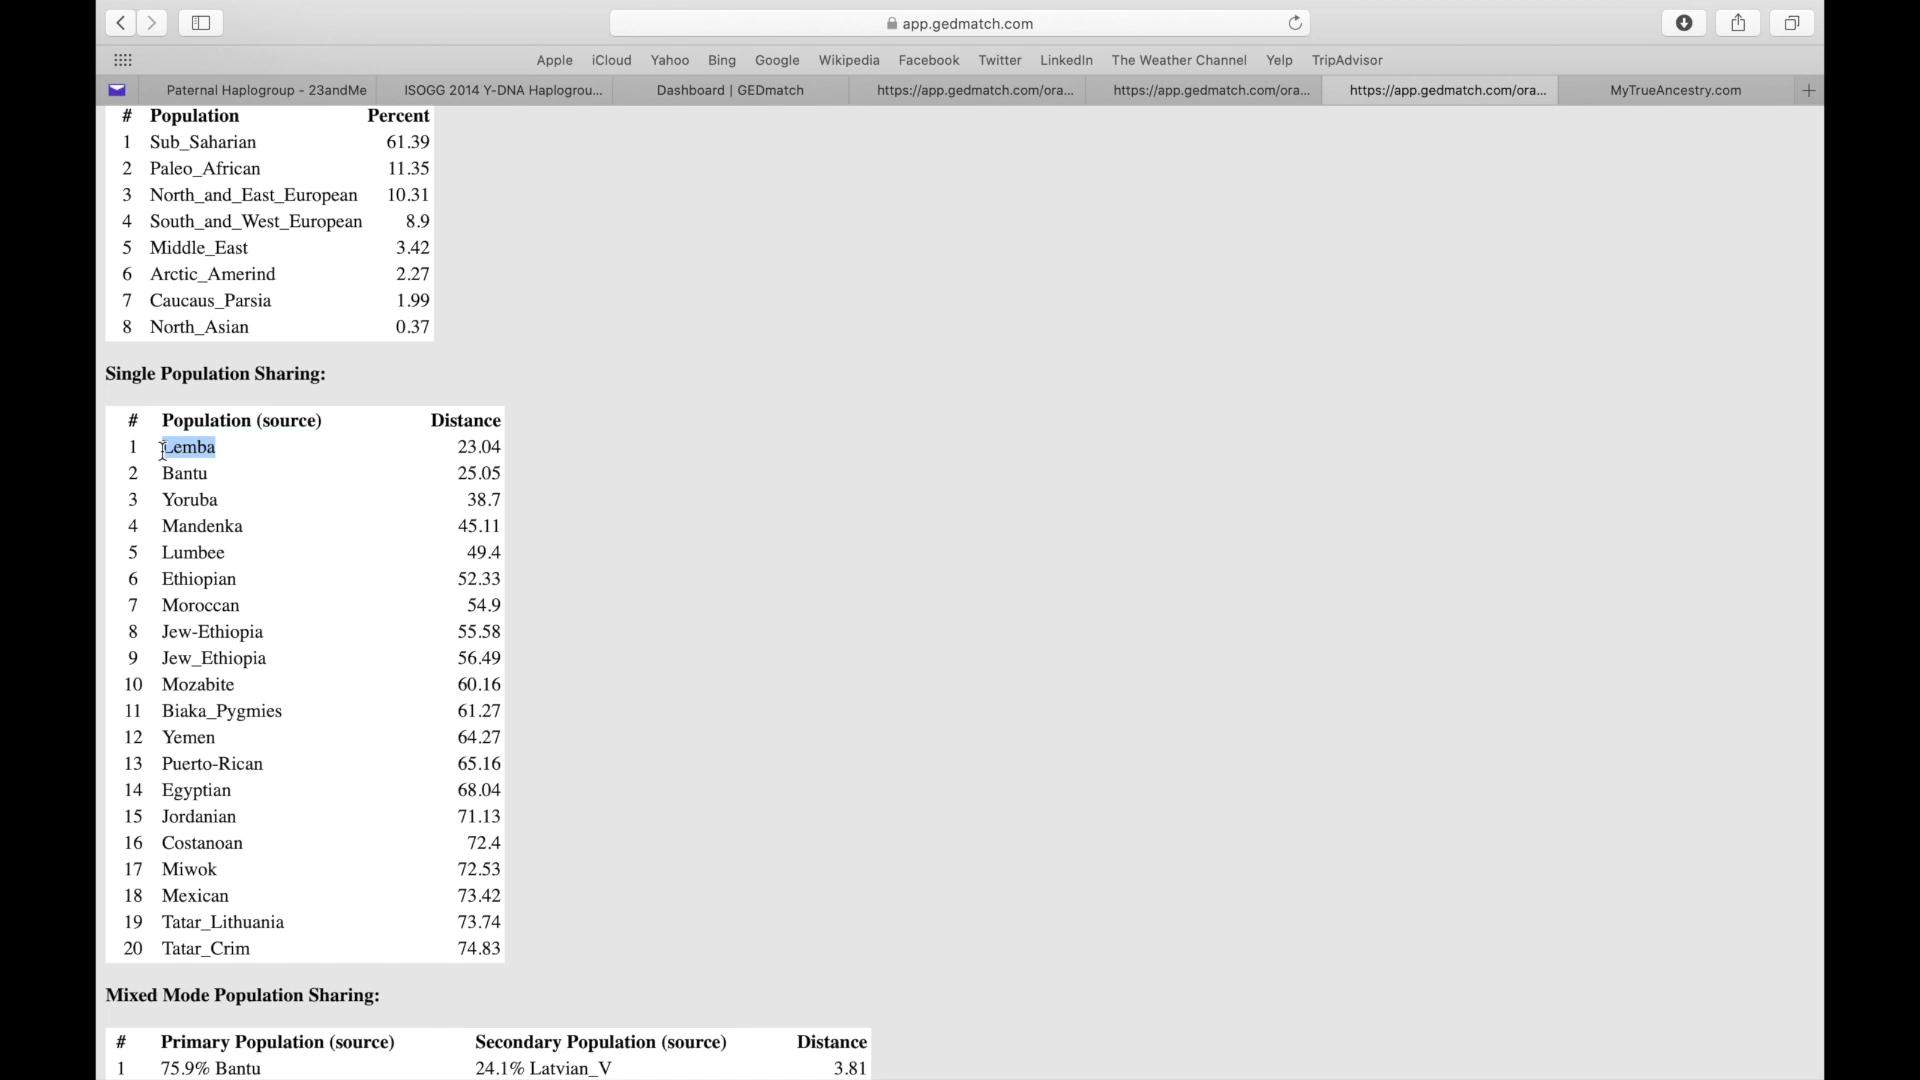 app.gedmatch.com
Apple iCloud Yahoo Bing Google Wikipedia Facebook Twitter LinkedIn The Weather Channel Yelp TripAdvisor
Paternal Haplogroup - 23andMe ISOGG 2014 Y-DNA Haplogrou... Dashboard | GEDmatch https://app.gedmatch.com/ora... https://app.gedmatch.com/ora... https://app.gedmatch.com/ora... MyTrueAncestry.com
# Population Percent
1 Sub_Saharian 61.39
2 Paleo_African 11.35
3 North_and_East_European 10.31
4 South_and_West_European 8.9
5 Middle_East 3.42
6 Arctic_Amerind 2.27
7 Caucaus_Parsia 1.99
8 North_Asian 0.37
Single Population Sharing:
# Population (source) Distance
1 Lemba 23.04
2 Bantu 25.05
3 Yoruba 38.7
4 Mandenka 45.11
5 Lumbee 49.4
6 Ethiopian 52.33
7 Moroccan 54.9
8 Jew-Ethiopia 55.58
9 Jew_Ethiopia 56.49
10 Mozabite 60.16
11 Biaka_Pygmies 61.27
12 Yemen 64.27
13 Puerto-Rican 65.16
14 Egyptian 68.04
15 Jordanian 71.13
16 Costanoan 72.4
17 Miwok 72.53
18 Mexican 73.42
19 Tatar_Lithuania 73.74
20 Tatar_Crim 74.83
Mixed Mode Population Sharing:
# Primary Population (source) Secondary Population (source) Distance
1 75.9% Bantu 24.1% Latvian_V 3.81